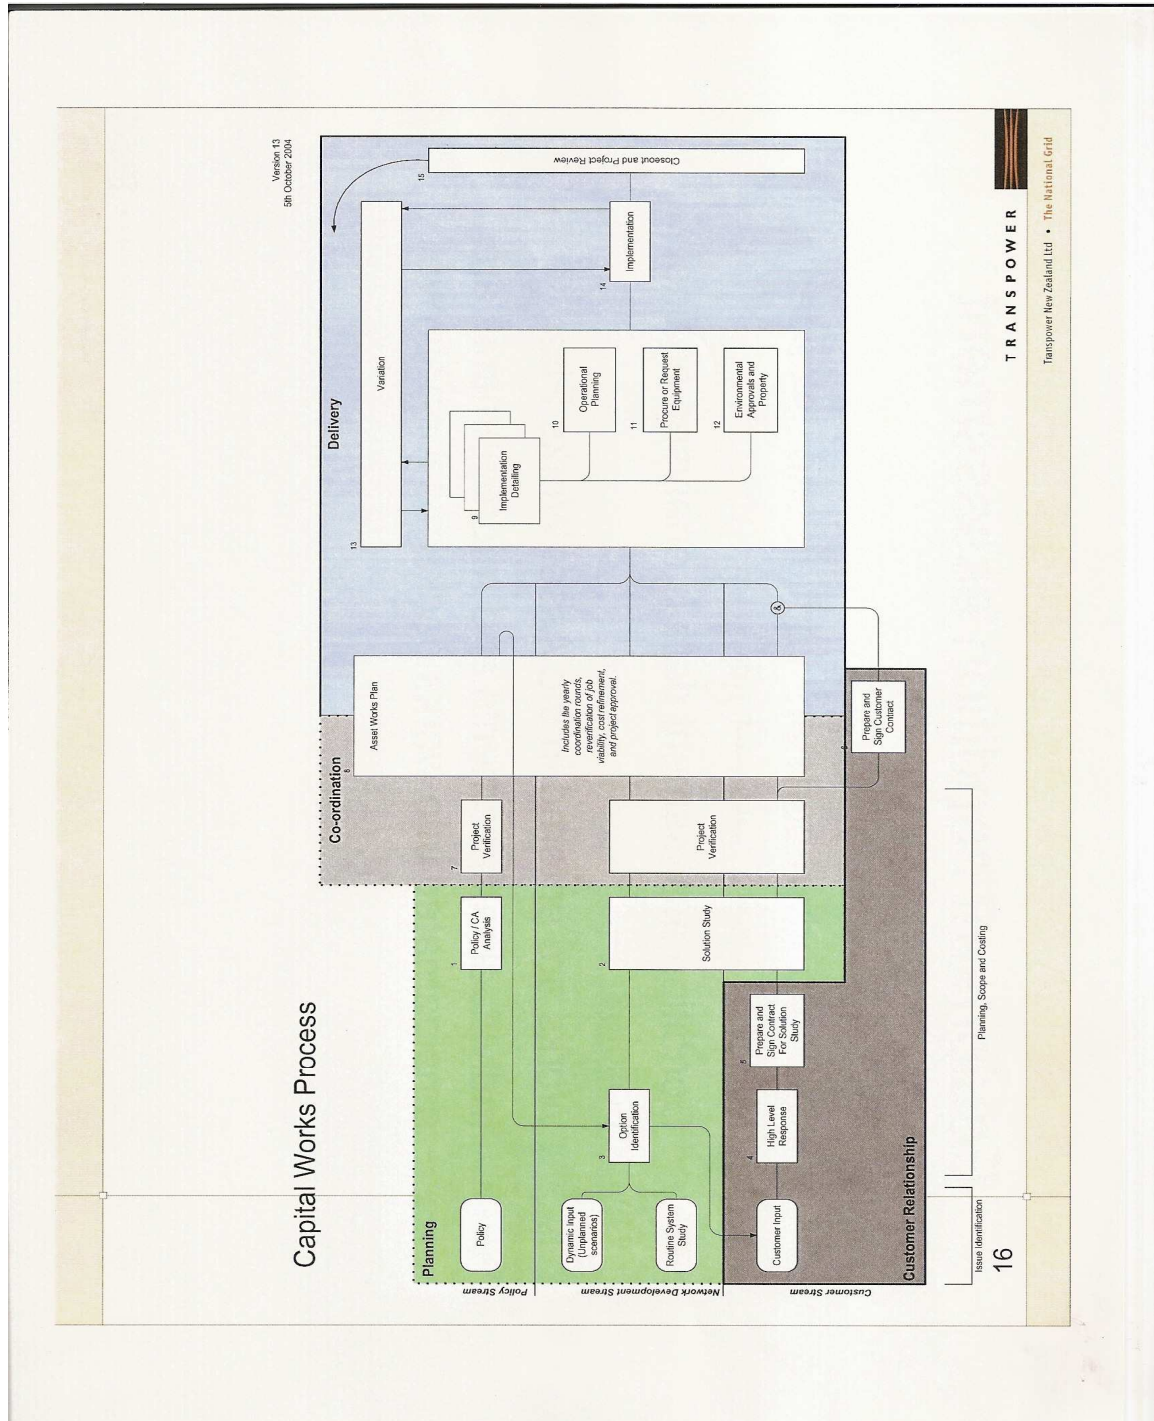 Capital Works Process
Version 13
5th October 2004
Planning
Co-ordination
Delivery
Customer Relationship
Policy Stream
Network Development Stream
Customer Stream
Policy
1
Policy / CA
Analysis
7
Project
Verification
8
Asset Works Plan
Includes the yearly
coordination rounds,
reverification of job
viability, cost refinement,
and project approval.
Dynamic Input
(Unplanned
scenarios)
Routine System
Study
3
Option
Identification
2
Solution Study
Project
Verification
Customer Input
4
High Level
Response
5
Prepare and
Sign Contract
For Solution
Study
6
Prepare and
Sign Customer
Contract
&
13
Variation
9
Implementation
Detailing
10
Operational
Planning
11
Procure or Request
Equipment
12
Environmental
Approvals and
Property
14
Implementation
15
Closeout and Project Review
Issue Identification
Planning, Scope and Costing
16
TRANSPOWER
Transpower New Zealand Ltd • The National Grid